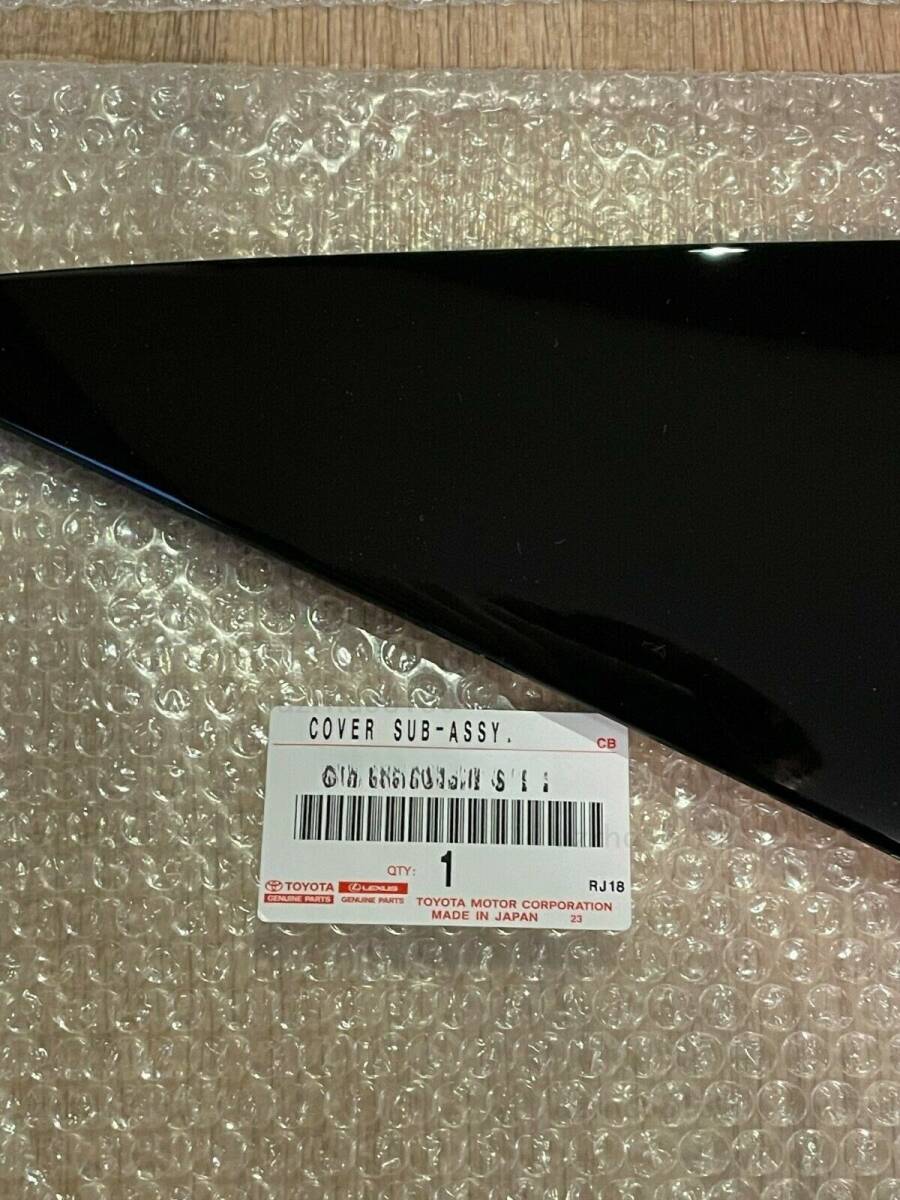 COVER SUB-ASSY.
CB
QTY: 1
RJ18
TOYOTA
GENUINE PARTS
LEXUS
GENUINE PARTS
TOYOTA MOTOR CORPORATION
MADE IN JAPAN 23